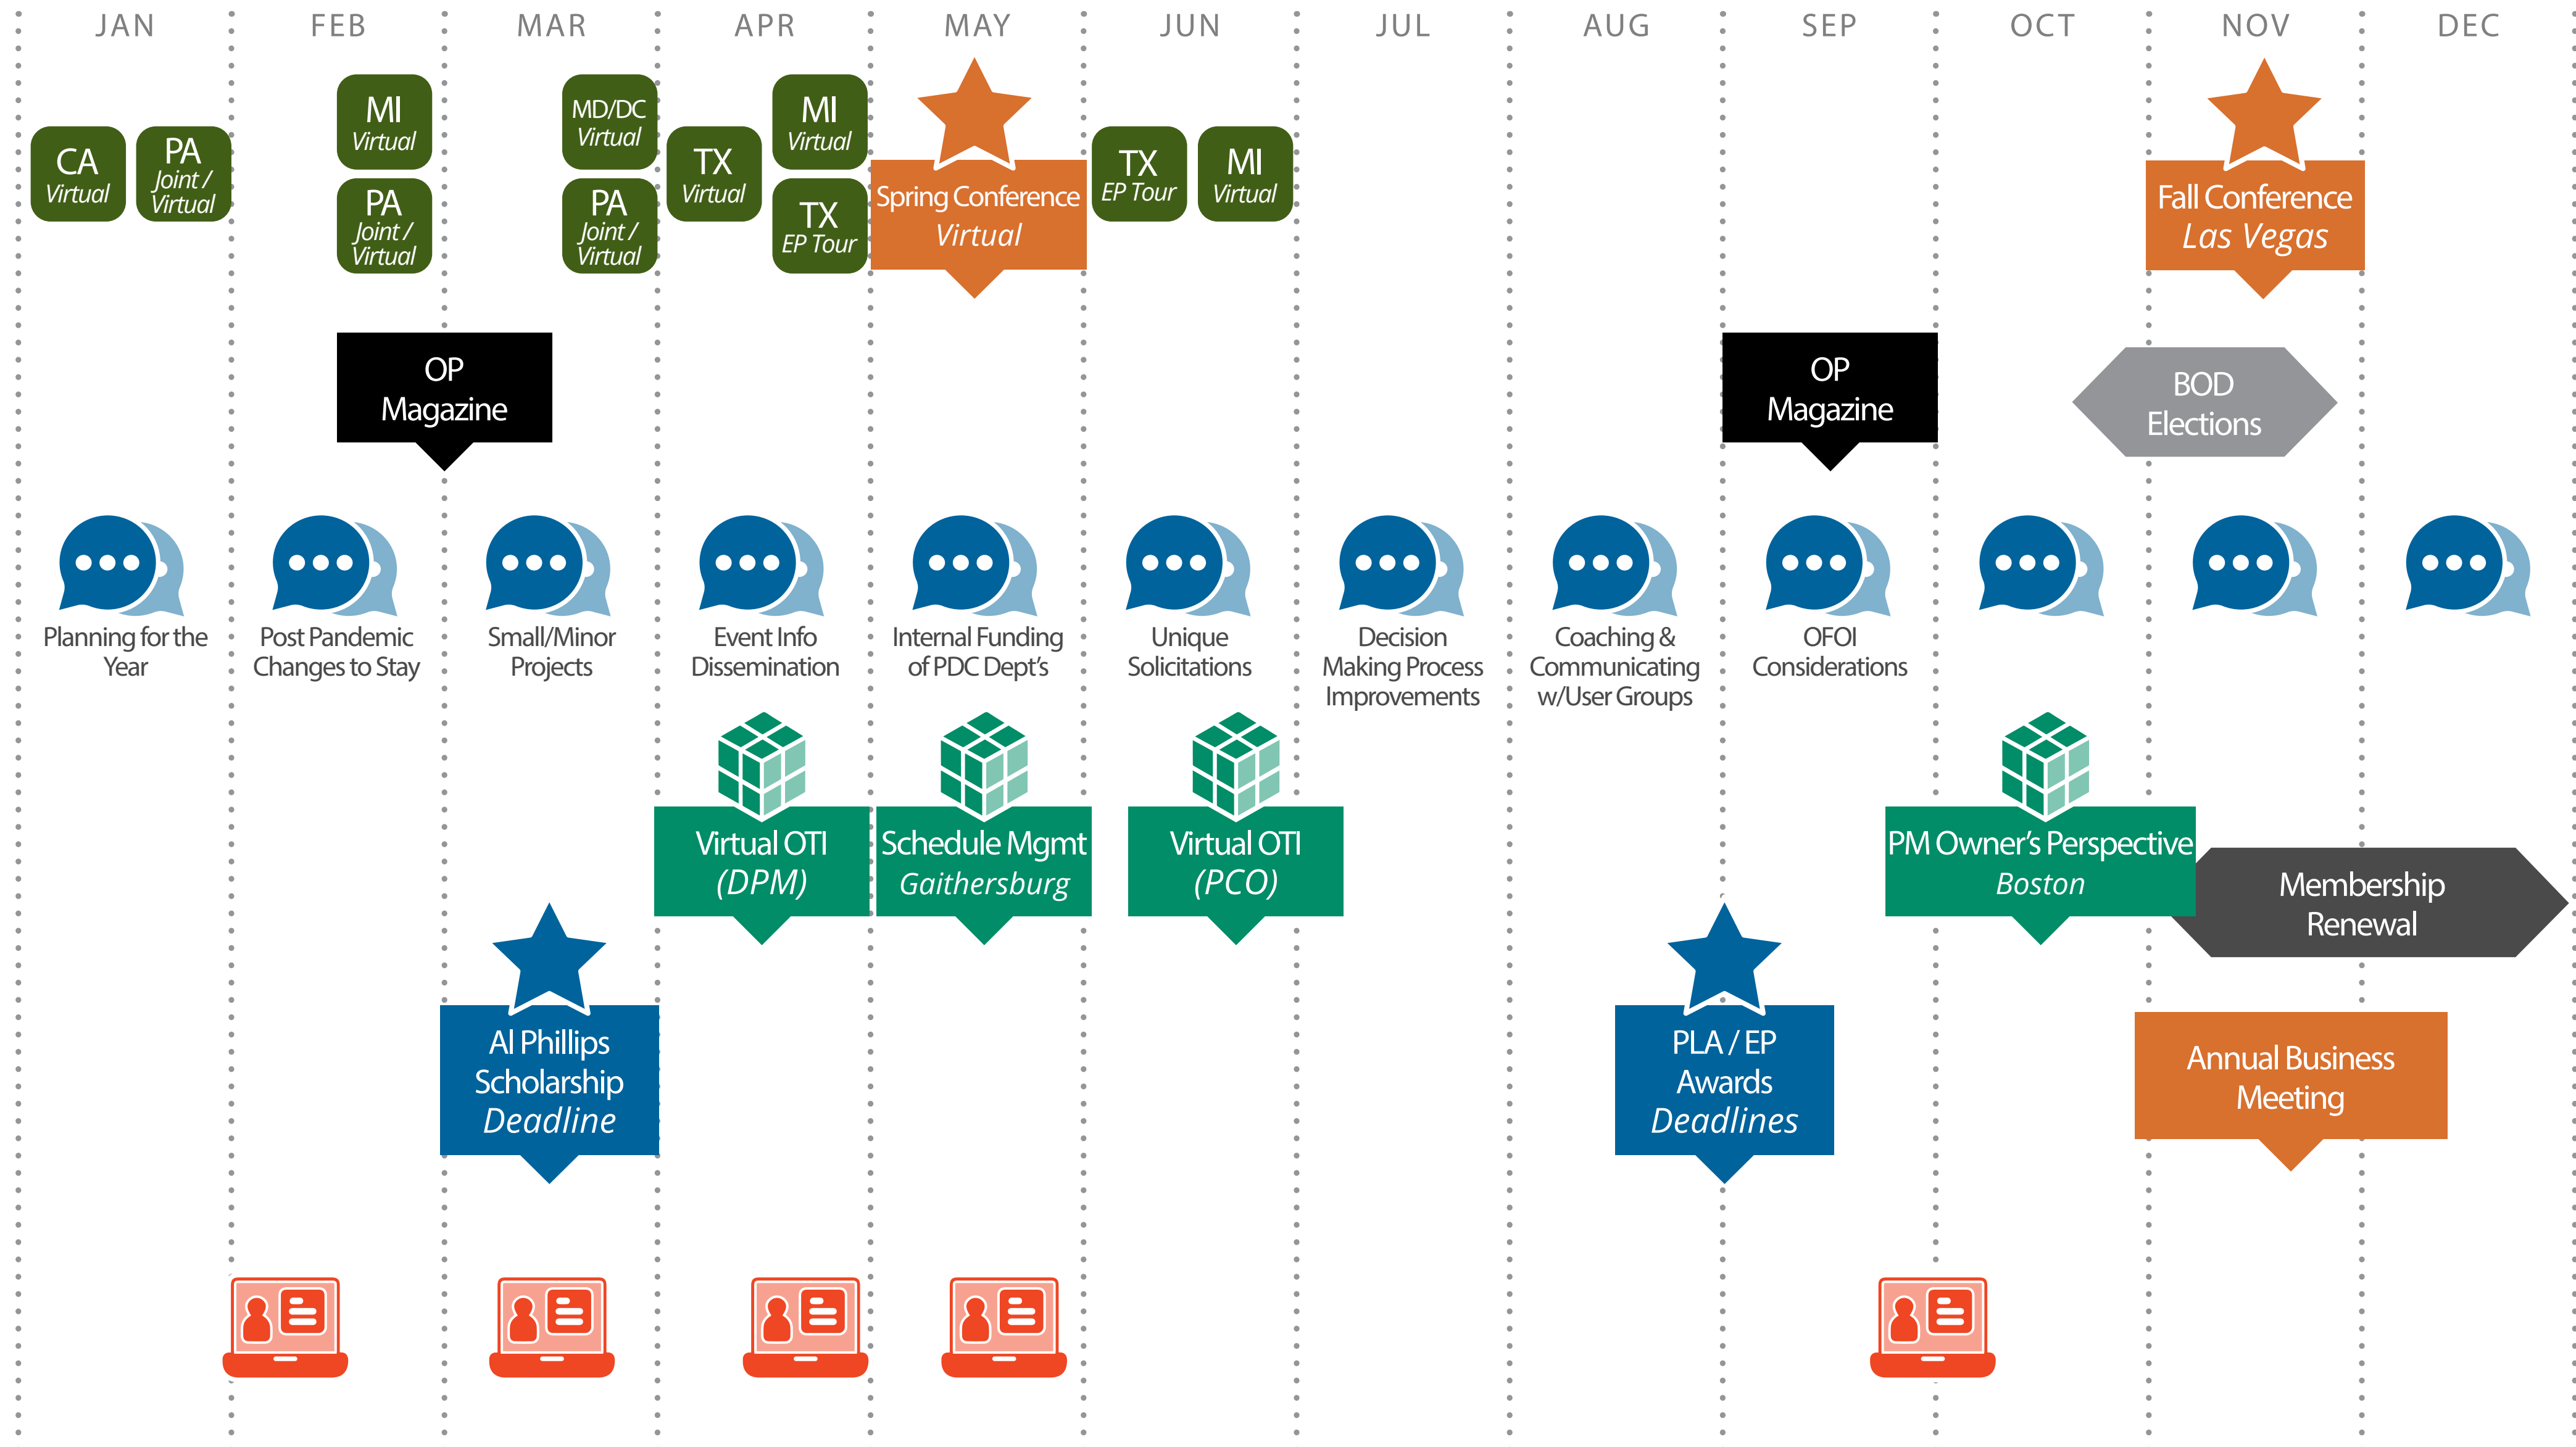 JAN FEB MAR APR MAY JUN JUL AUG SEP OCT NOV DEC
CA
Virtual
PA
Joint /
Virtual
MI
Virtual
PA
Joint /
Virtual
MD/DC
Virtual
PA
Joint /
Virtual
TX
Virtual
MI
Virtual
TX
EP Tour
Spring Conference
Virtual
TX
EP Tour
MI
Virtual
Fall Conference
Las Vegas
OP
Magazine
OP
Magazine
BOD
Elections
Planning for the
Year
Post Pandemic
Changes to Stay
Small/Minor
Projects
Event Info
Dissemination
Internal Funding
of PDC Dept's
Unique
Solicitations
Decision
Making Process
Improvements
Coaching &
Communicating
w/User Groups
OFOI
Considerations
Virtual OTI
(DPM)
Schedule Mgmt
Gaithersburg
Virtual OTI
(PCO)
PM Owner's Perspective
Boston
Membership
Renewal
Al Phillips
Scholarship
Deadline
PLA / EP
Awards
Deadlines
Annual Business
Meeting